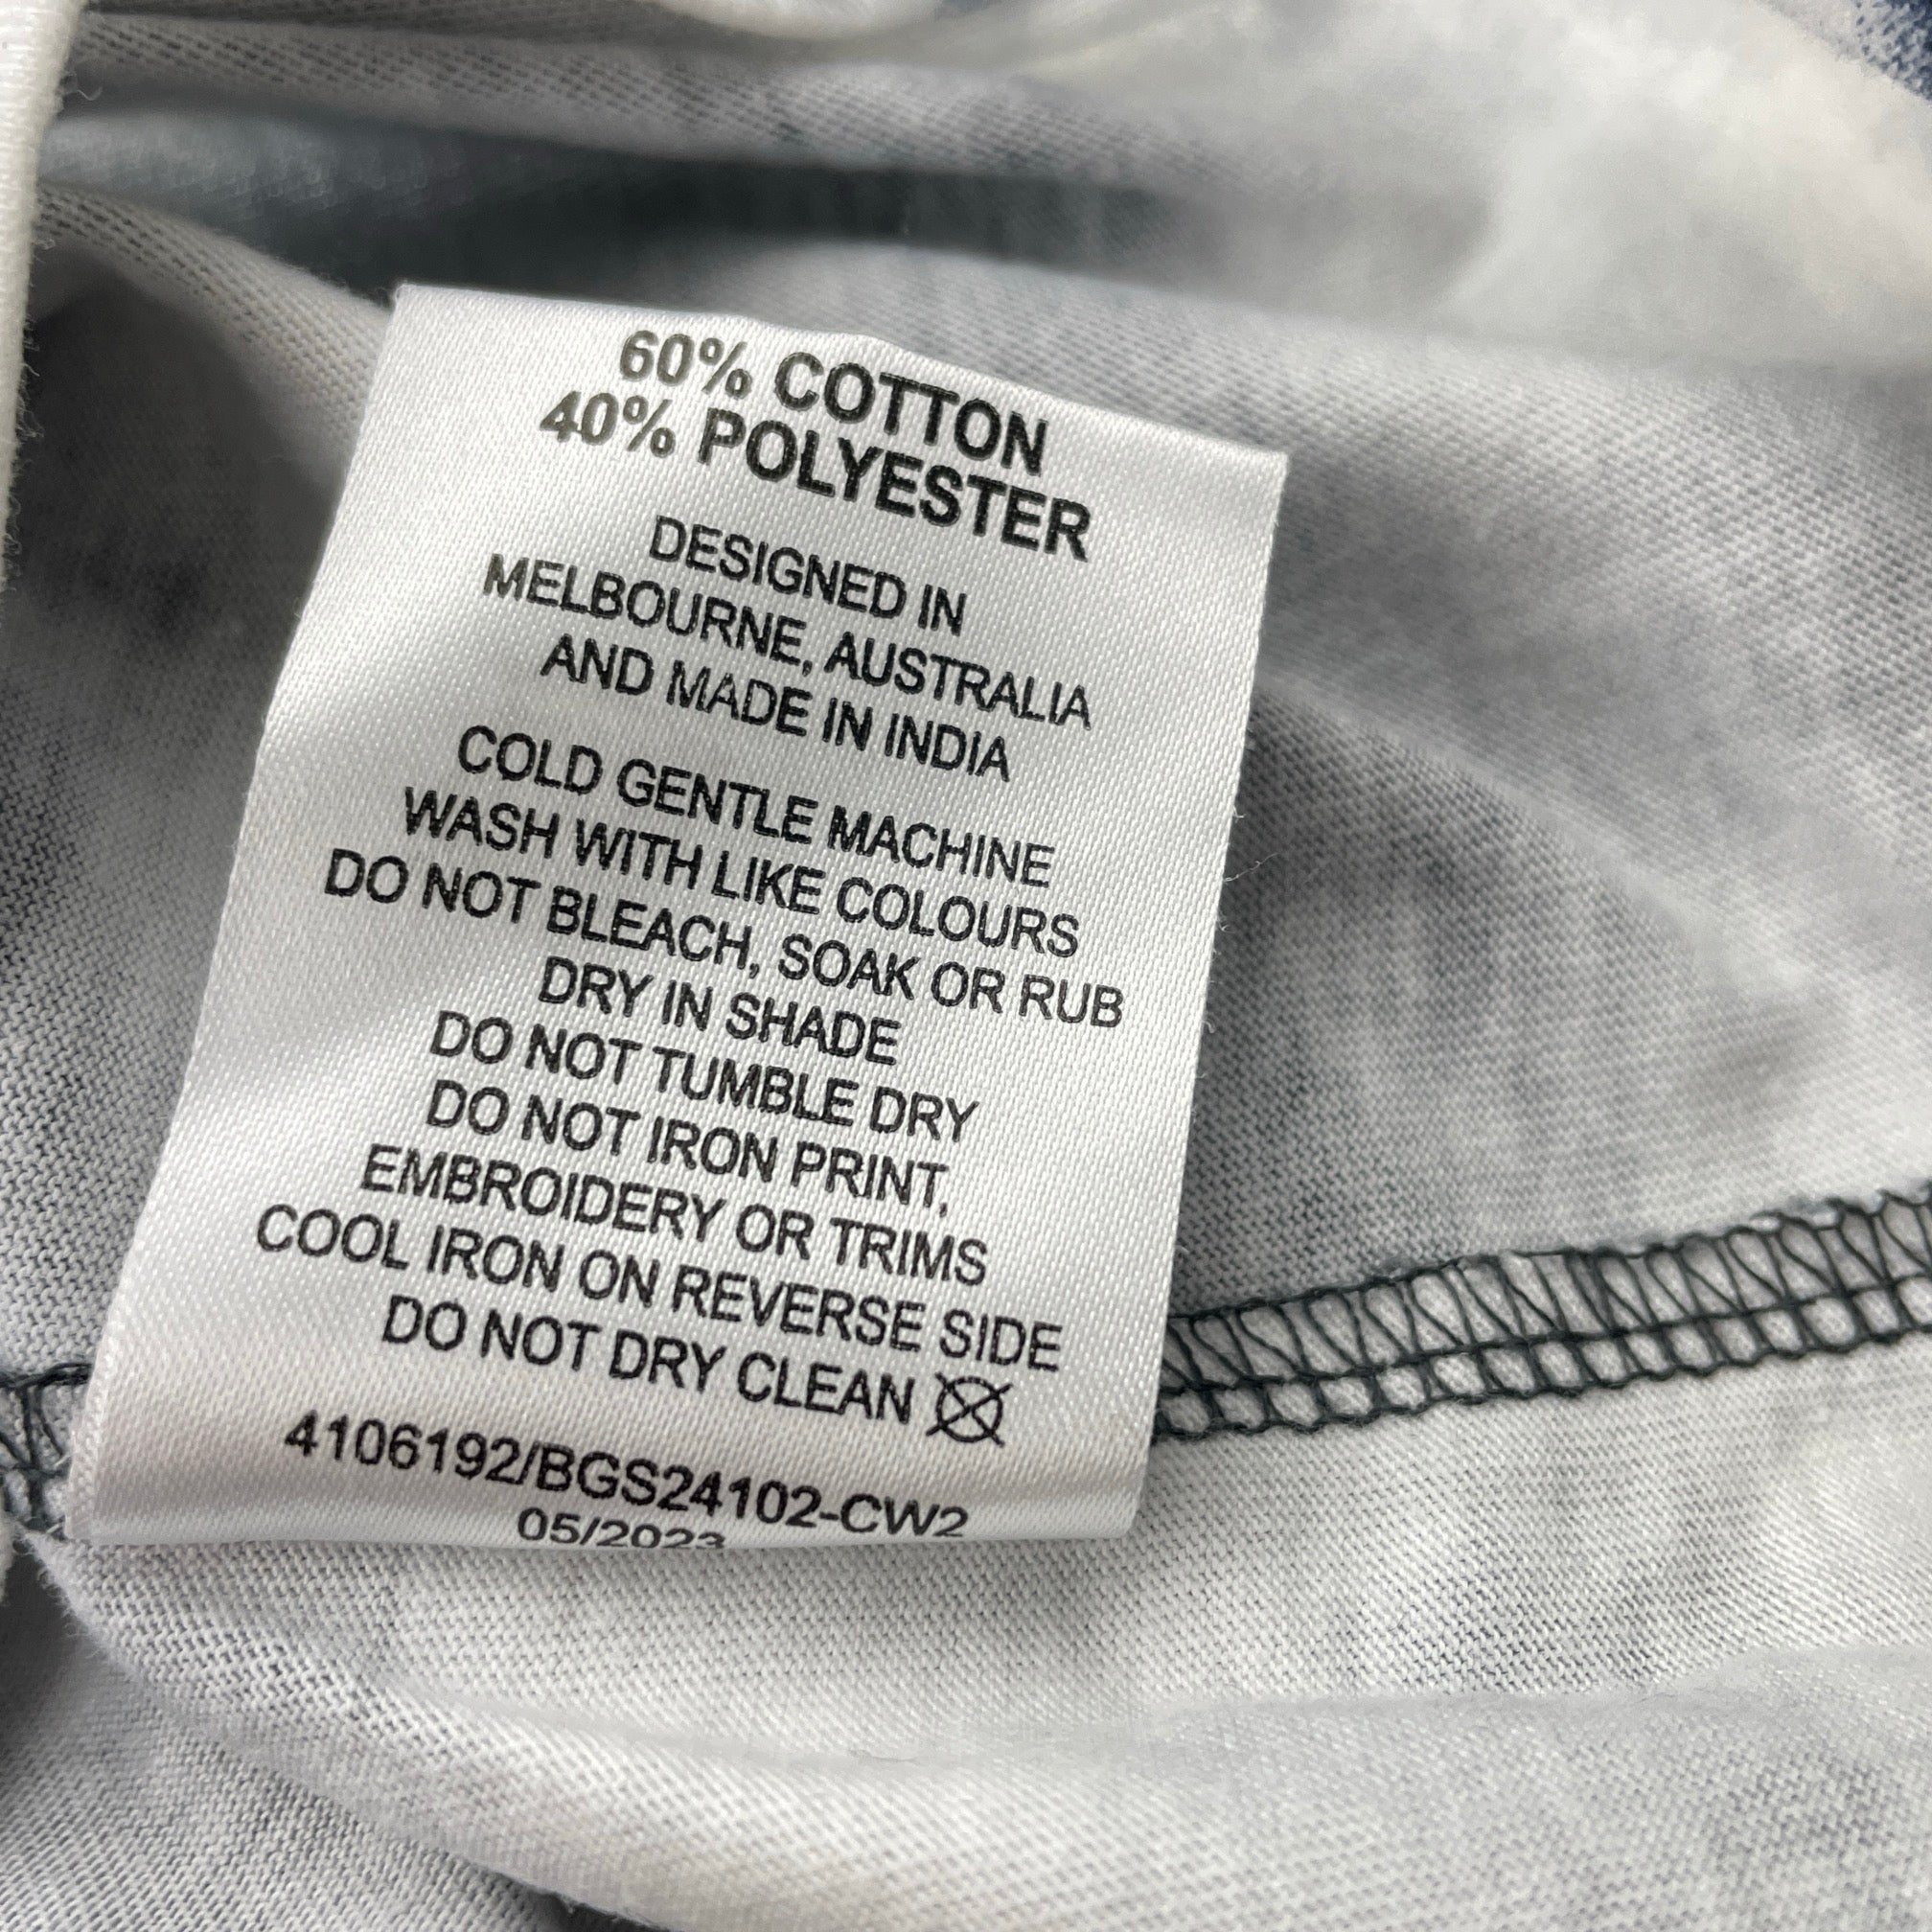 60% COTTON
40% POLYESTER
DESIGNED IN
MELBOURNE, AUSTRALIA
AND MADE IN INDIA
COLD GENTLE MACHINE
WASH WITH LIKE COLOURS
DO NOT BLEACH, SOAK OR RUB
DRY IN SHADE
DO NOT TUMBLE DRY
DO NOT IRON PRINT,
EMBROIDERY OR TRIMS
COOL IRON ON REVERSE SIDE
DO NOT DRY CLEAN
4106192/BGS24102-CW2
05/2023